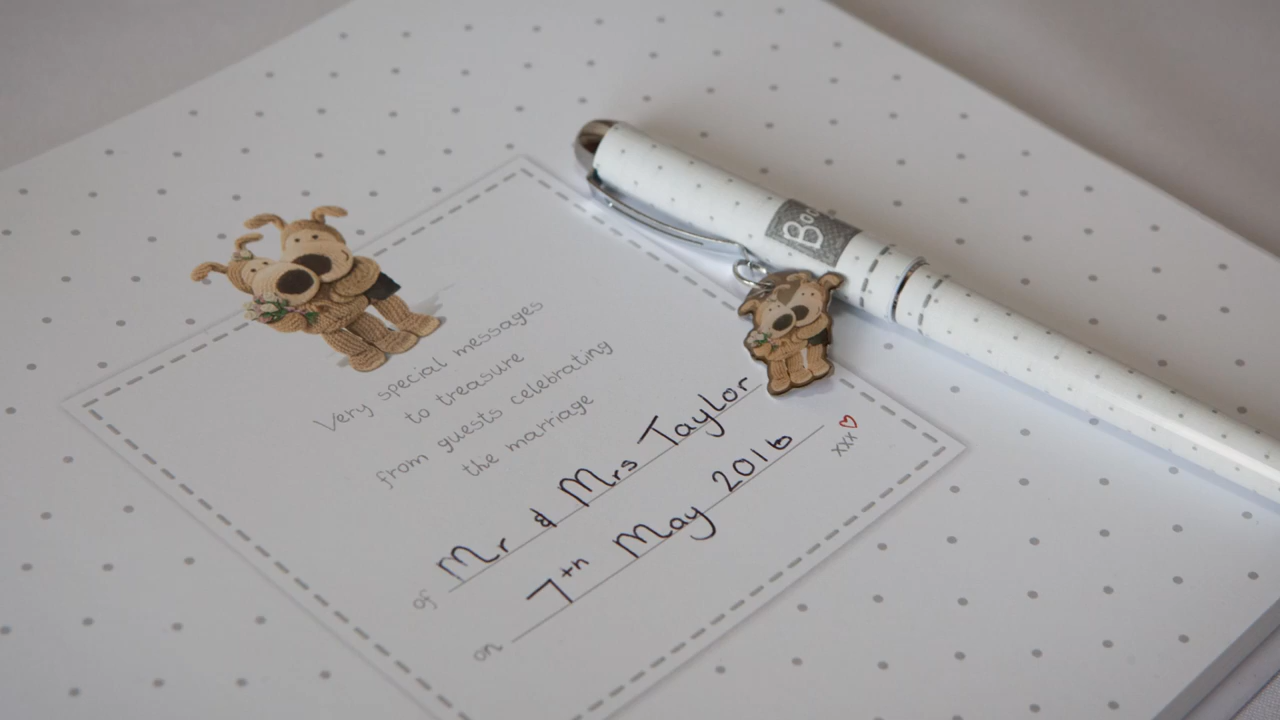 Very special messages
to treasure
from guests celebrating
the marriage
of Mr & Mrs Taylor
on 7th May 2016
xxx